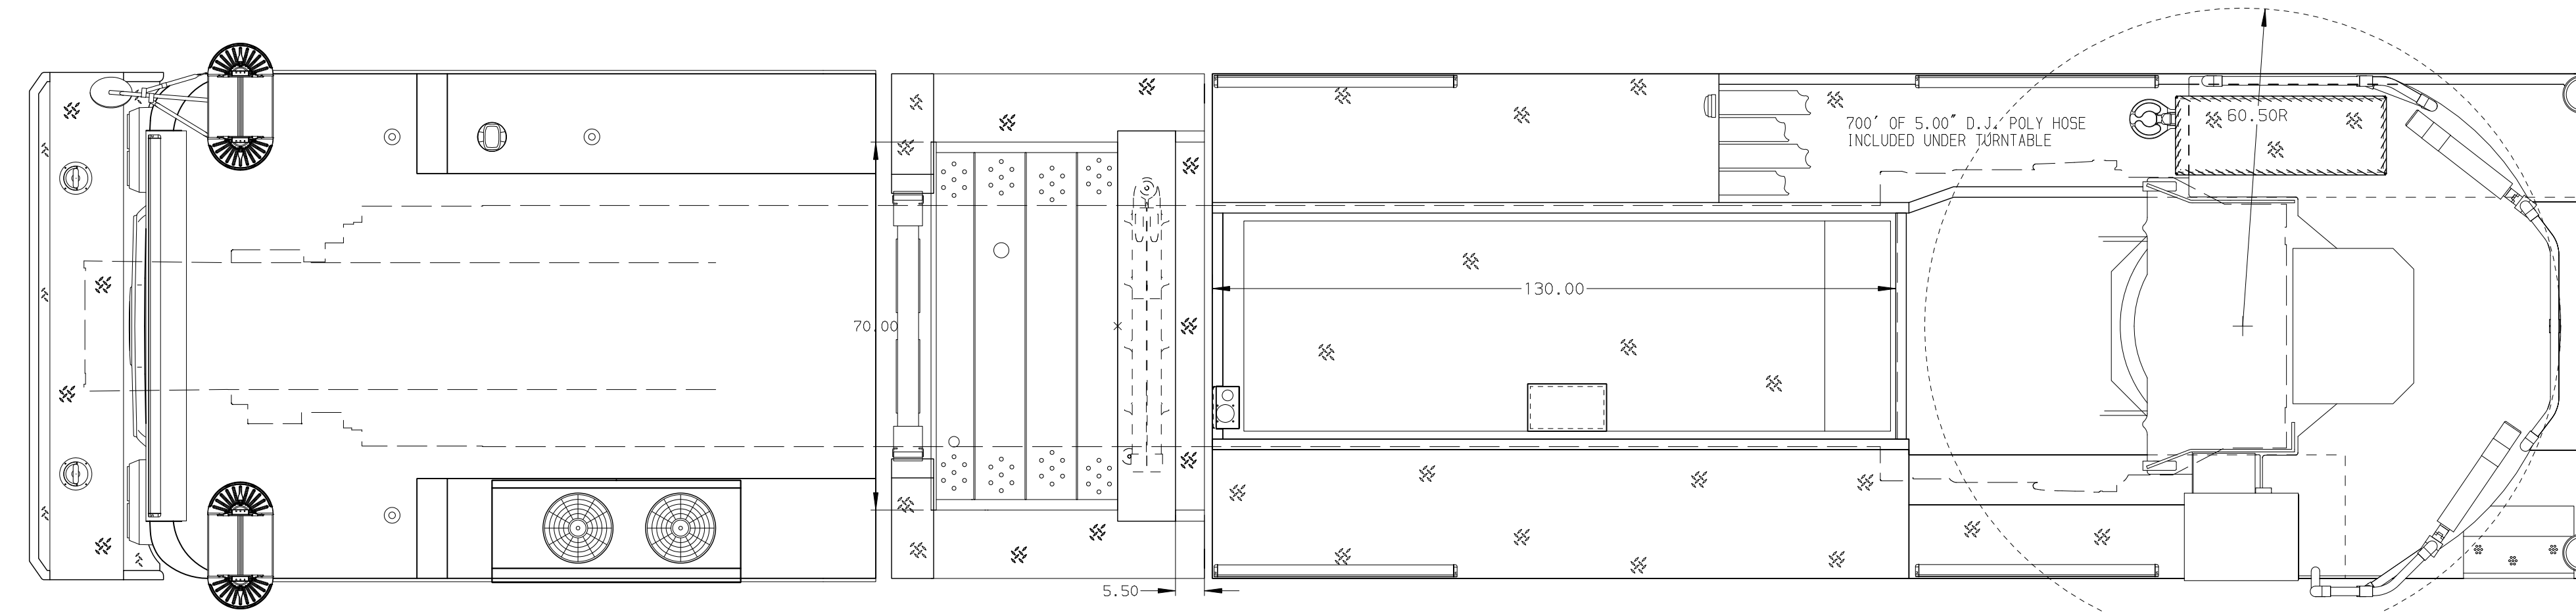 700' OF 5.00" D.J. POLY HOSE
INCLUDED UNDER TURNTABLE
60.50R
130.00
70.00
5.50